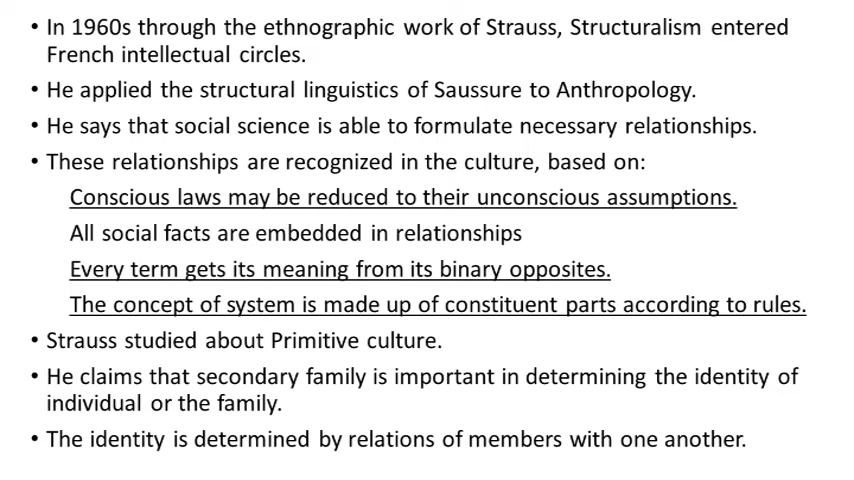 • In 1960s through the ethnographic work of Strauss, Structuralism entered
French intellectual circles.
• He applied the structural linguistics of Saussure to Anthropology.
• He says that social science is able to formulate necessary relationships.
• These relationships are recognized in the culture, based on:
Conscious laws may be reduced to their unconscious assumptions.
All social facts are embedded in relationships
Every term gets its meaning from its binary opposites.
The concept of system is made up of constituent parts according to rules.
• Strauss studied about Primitive culture.
• He claims that secondary family is important in determining the identity of
individual or the family.
• The identity is determined by relations of members with one another.